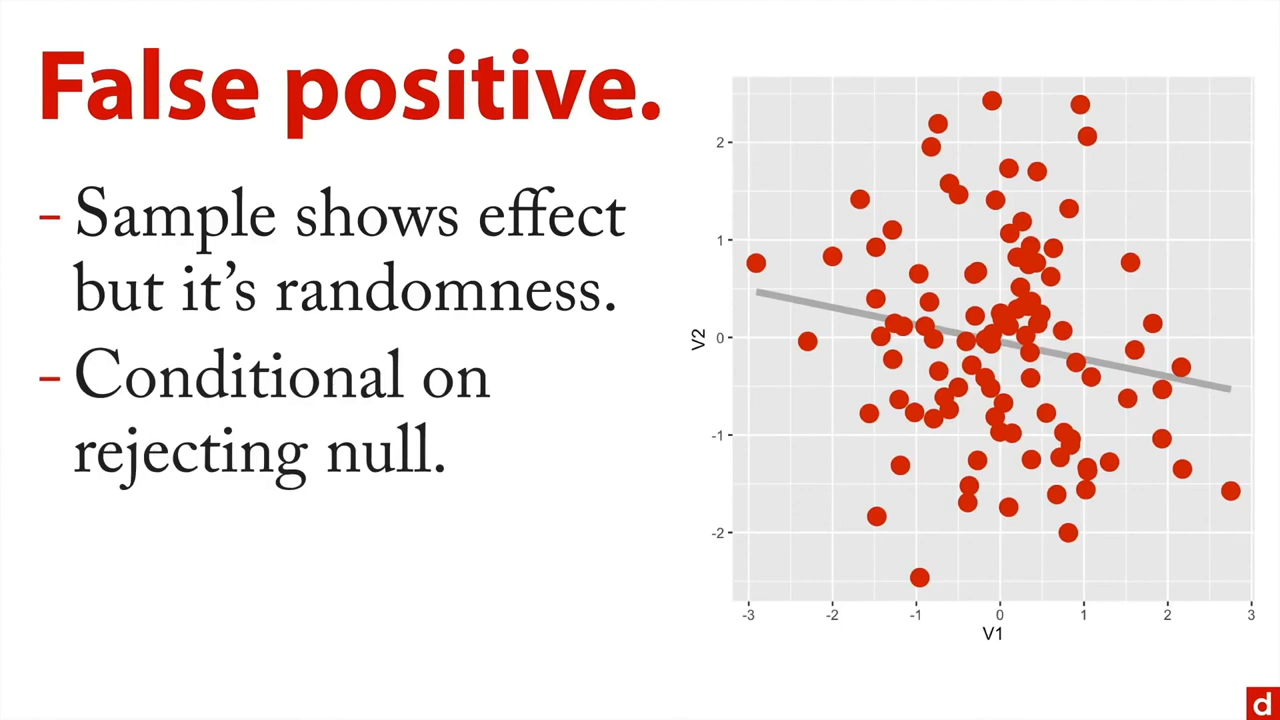 False positive.
– Sample shows effect
but it’s randomness.
– Conditional on
rejecting null.
2
1
0
-1
-2
V2
-3 -2 -1 0 1 2 3
V1
d